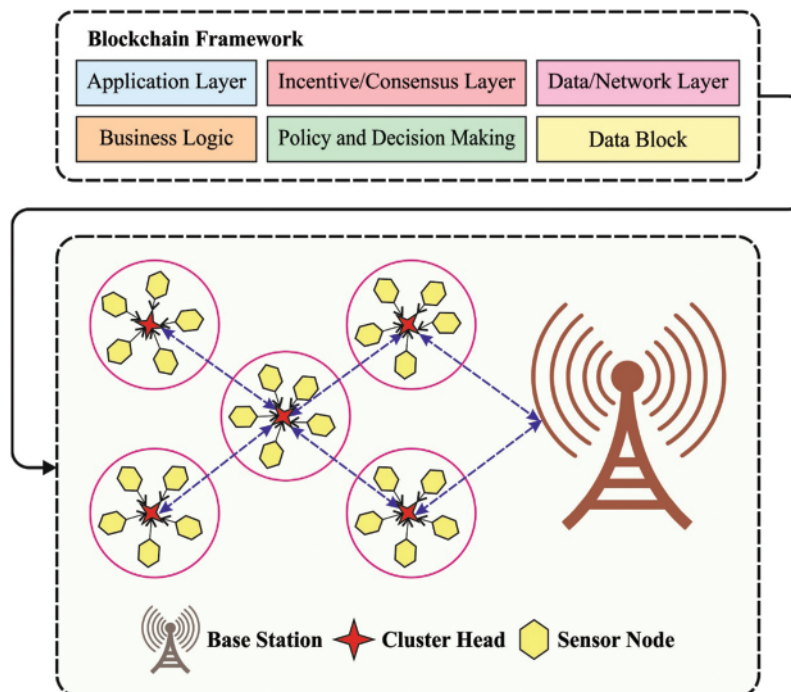 Blockchain Framework
Application Layer
Incentive/Consensus Layer
Data/Network Layer
Business Logic
Policy and Decision Making
Data Block
Base Station
Cluster Head
Sensor Node